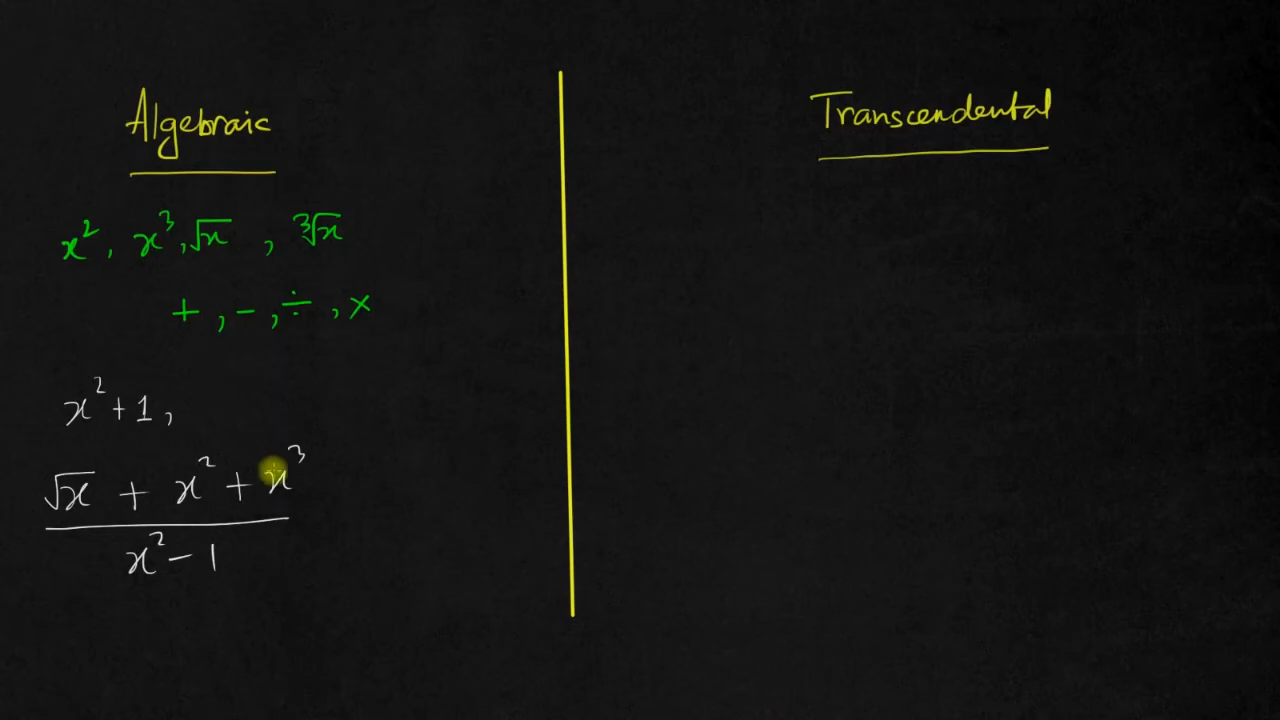 Algebraic
Transcendental
x², x³, √x, ∛x
+, -, ÷, ×
x² + 1,
√x + x² + x³
x² - 1